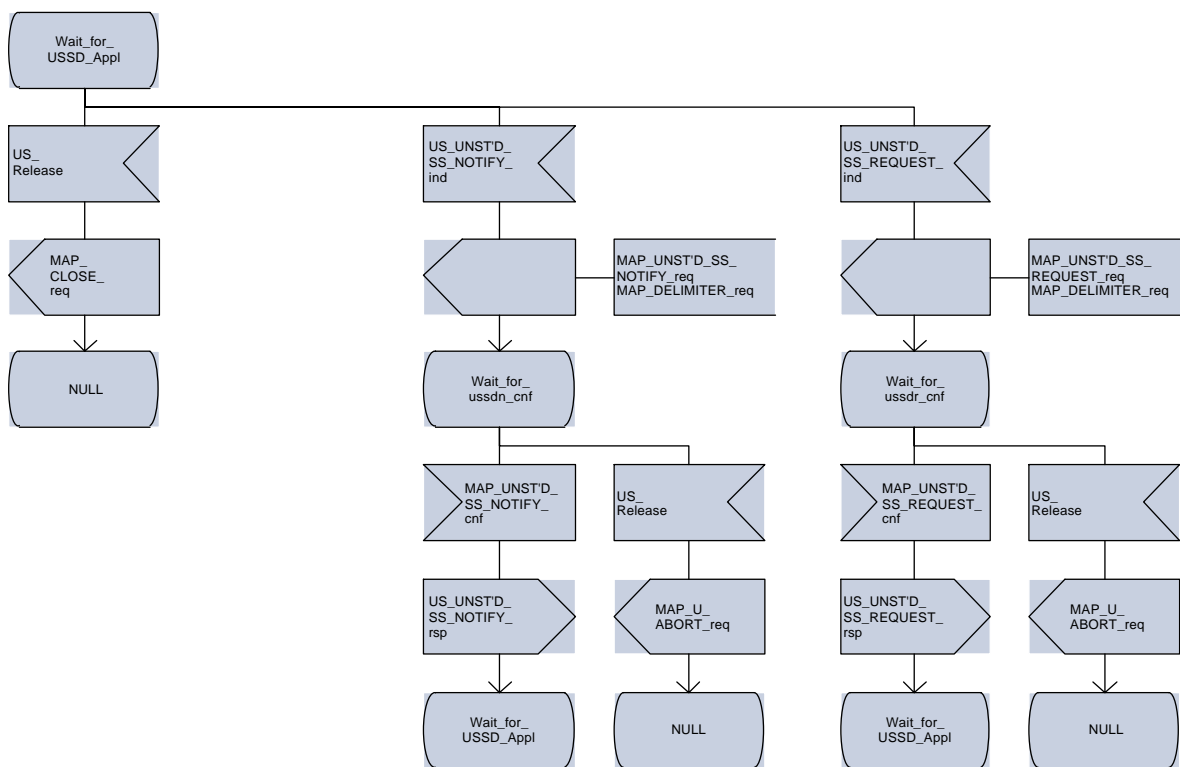 Wait_for_
USSD_Appl
US_
Release
US_UNST'D_
SS_NOTIFY_
ind
US_UNST'D_
SS_REQUEST_
ind
MAP_
CLOSE_
req
MAP_UNST'D_SS_
NOTIFY_req
MAP_DELIMITER_req
MAP_UNST'D_SS_
REQUEST_req
MAP_DELIMITER_req
NULL
Wait_for_
ussdn_cnf
Wait_for_
ussdr_cnf
MAP_UNST'D_
SS_NOTIFY_
cnf
US_
Release
MAP_UNST'D_
SS_REQUEST_
cnf
US_
Release
US_UNST'D_
SS_NOTIFY_
rsp
MAP_U_
ABORT_req
US_UNST'D_
SS_REQUEST_
rsp
MAP_U_
ABORT_req
Wait_for_
USSD_Appl
NULL
Wait_for_
USSD_Appl
NULL